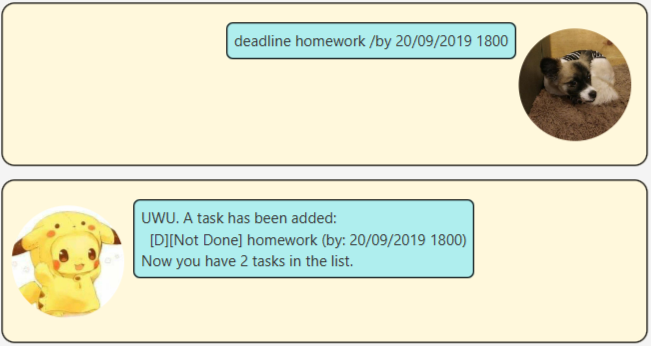 deadline homework /by 20/09/2019 1800
UWU. A task has been added:
[D][Not Done] homework (by: 20/09/2019 1800)
Now you have 2 tasks in the list.